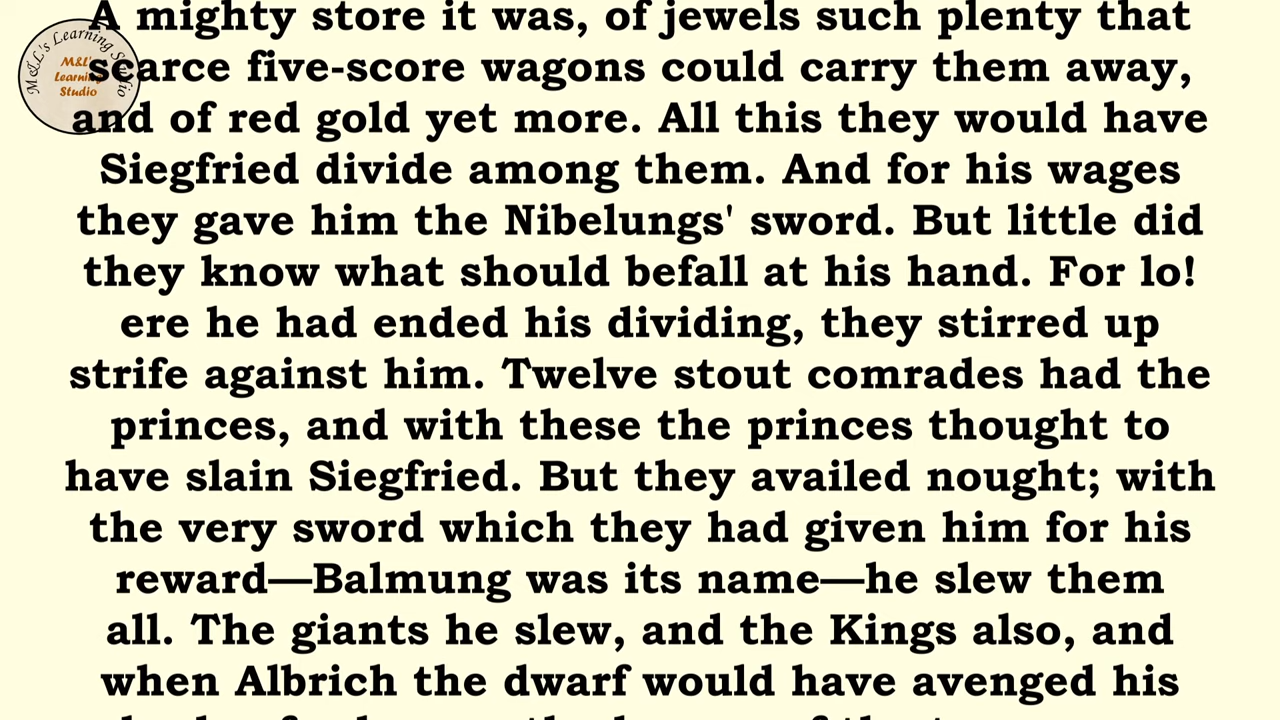 A mighty store it was, of jewels such plenty that
scarce five-score wagons could carry them away,
and of red gold yet more. All this they would have
Siegfried divide among them. And for his wages
they gave him the Nibelungs' sword. But little did
they know what should befall at his hand. For lo!
ere he had ended his dividing, they stirred up
strife against him. Twelve stout comrades had the
princes, and with these the princes thought to
have slain Siegfried. But they availed nought; with
the very sword which they had given him for his
reward—Balmung was its name—he slew them
all. The giants he slew, and the Kings also, and
when Albrich the dwarf would have avenged his
M&L's Learning Studio
M&L's
Learning
Studio